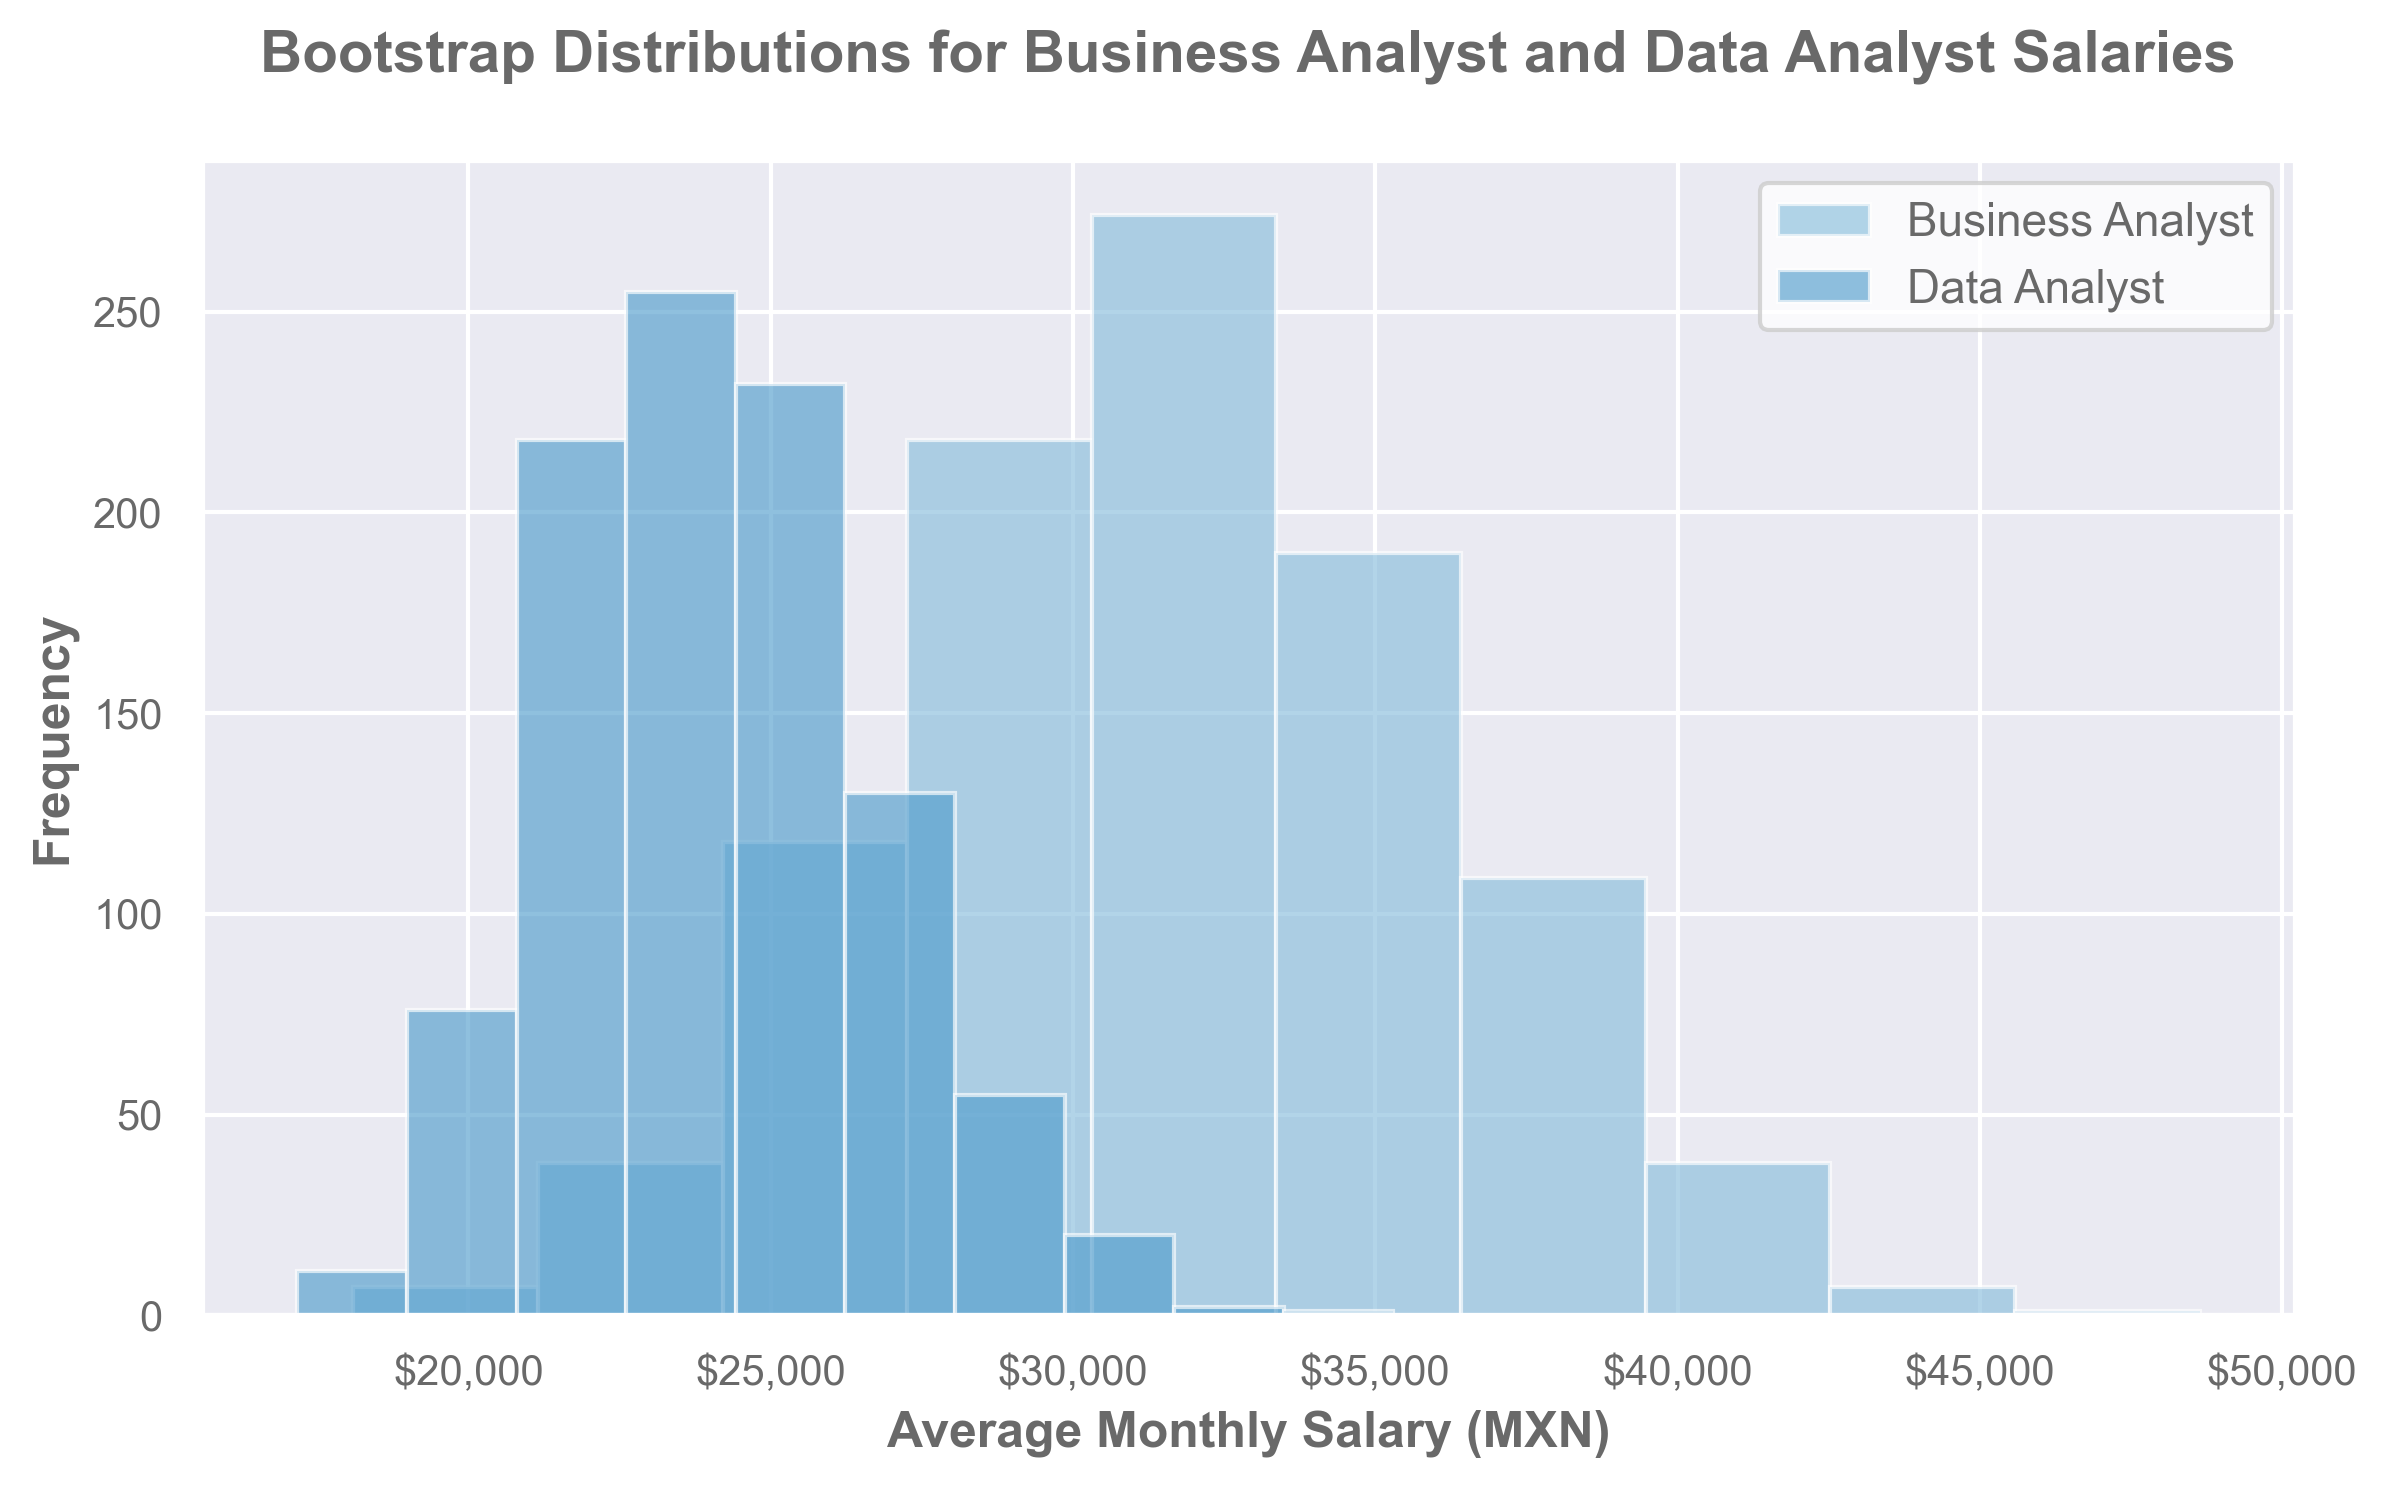 Bootstrap Distributions for Business Analyst and Data Analyst Salaries
Business Analyst
Data Analyst
250
200
150
100
50
0
Frequency
$20,000 $25,000 $30,000 $35,000 $40,000 $45,000 $50,000
Average Monthly Salary (MXN)